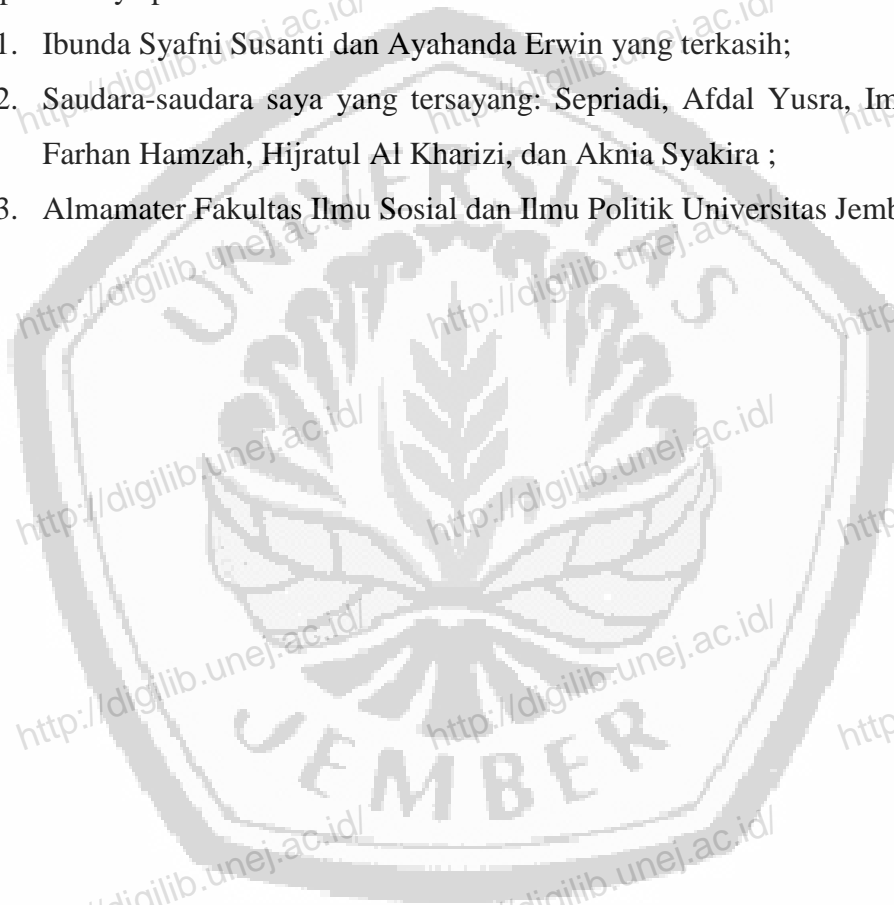 1. Ibunda Syafni Susanti dan Ayahanda Erwin yang terkasih;
2. Saudara-saudara saya yang tersayang: Sepriadi, Afdal Yusra,
Farhan Hamzah, Hijratul Al Kharizi, dan Aknia Syakira ;
3. Almamater Fakultas Ilmu Sosial dan Ilmu Politik Universitas
UNIVERSITAS
JEMBER
http://digilib.unej.ac.id/
http://digilib.unej.ac.id/
http://digilib.unej.ac.id/
http://digilib.unej.ac.id/
http://digilib.unej.ac.id/
http://digilib.unej.ac.id/
http://digilib.unej.ac.id/
http://digilib.unej.ac.id/